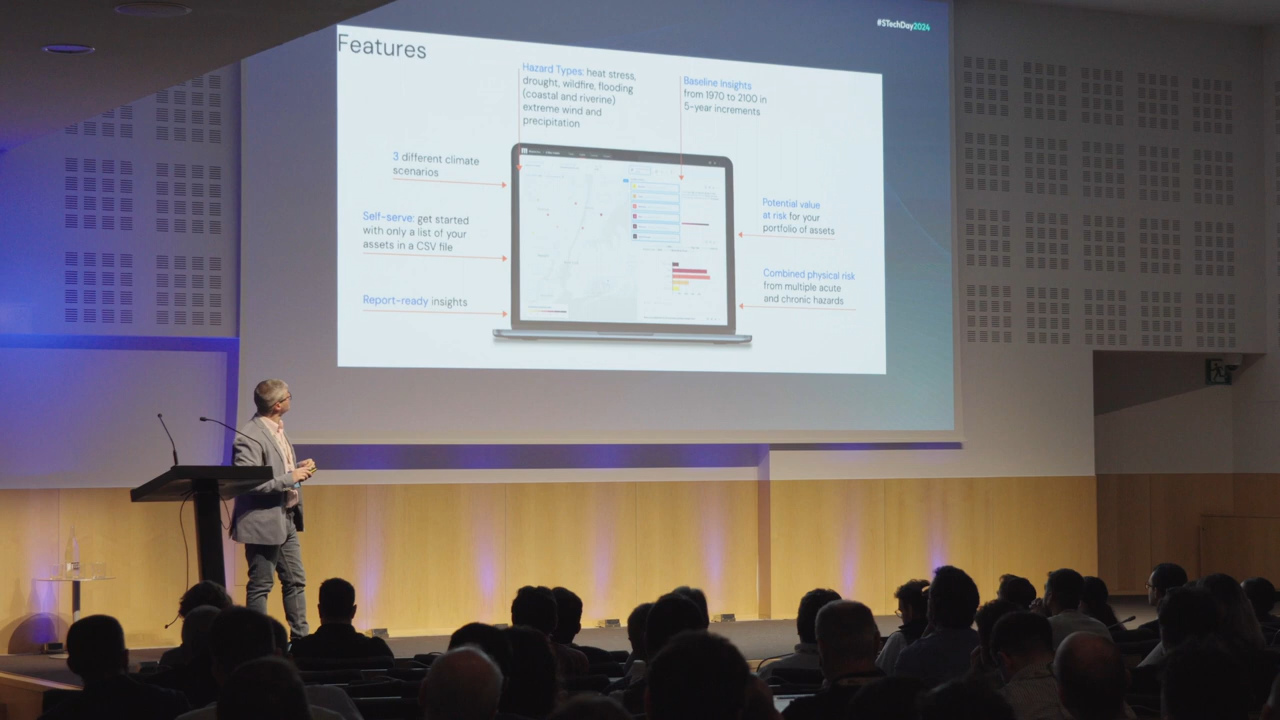 #STechDay2024
Features
Hazard Types: heat stress,
drought, wildfire, flooding
(coastal and riverine)
extreme wind and
precipitation
Baseline Insights
from 1970 to 2100 in
5-year increments
3 different climate
scenarios
Self-serve: get started
with only a list of your
assets in a CSV file
Report-ready insights
Potential value
at risk for your
portfolio of assets
Combined physical risk
from multiple acute
and chronic hazards